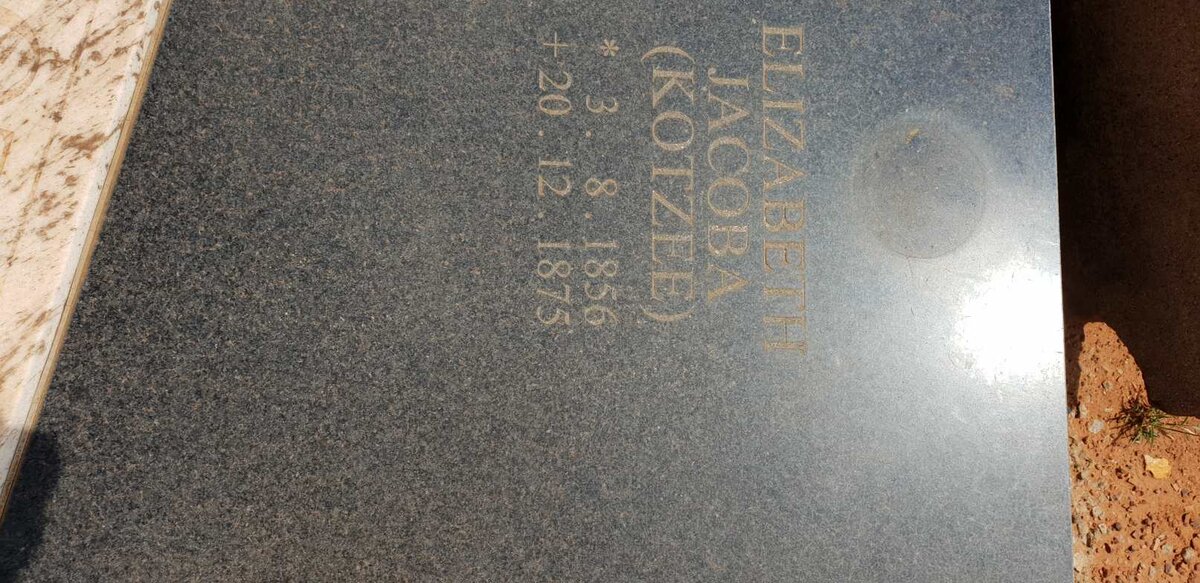 ELIZABETH
JACOBA
(KOTZEE)
* 3. 8. 1856
+20. 12. 1875